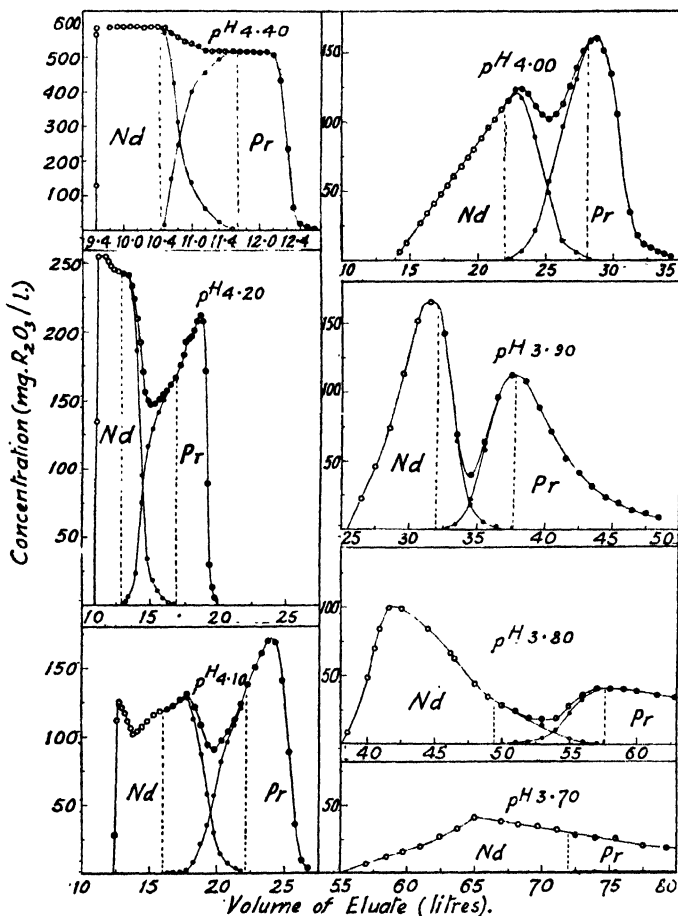 Concentration (mg. R₂O₃/l.)
600
500
400
300
200
100
pH 4·40
Nd
Pr
9·4 10·0 10·4 11·0 11·4 12·0 12·4
250
200
150
100
50
pH 4·20
Nd
Pr
10 15 20 25
150
100
50
pH 4·10
Nd
Pr
10 15 20 25
150
100
50
pH 4·00
Nd
Pr
10 15 20 25 30 35
150
100
50
pH 3·90
Nd
Pr
25 30 35 40 45 50
100
50
pH 3·80
Nd
Pr
40 45 50 55 60
50
pH 3·70
Nd
Pr
55 60 65 70 75 80
Volume of Eluate (litres).